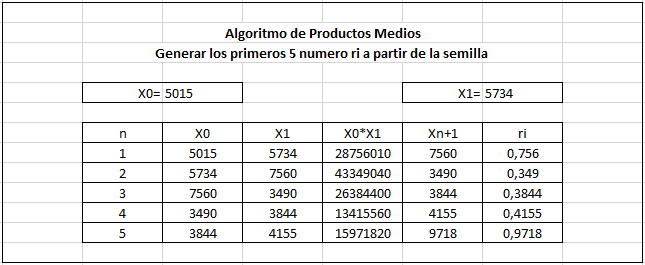 Algoritmo de Productos Medios
Generar los primeros 5 numero ri a partir de la semilla
X0= 5015 X1= 5734
n X0 X1 X0*X1 Xn+1 ri
1 5015 5734 28756010 7560 0,756
2 5734 7560 43349040 3490 0,349
3 7560 3490 26384400 3844 0,3844
4 3490 3844 13415560 4155 0,4155
5 3844 4155 15971820 9718 0,9718